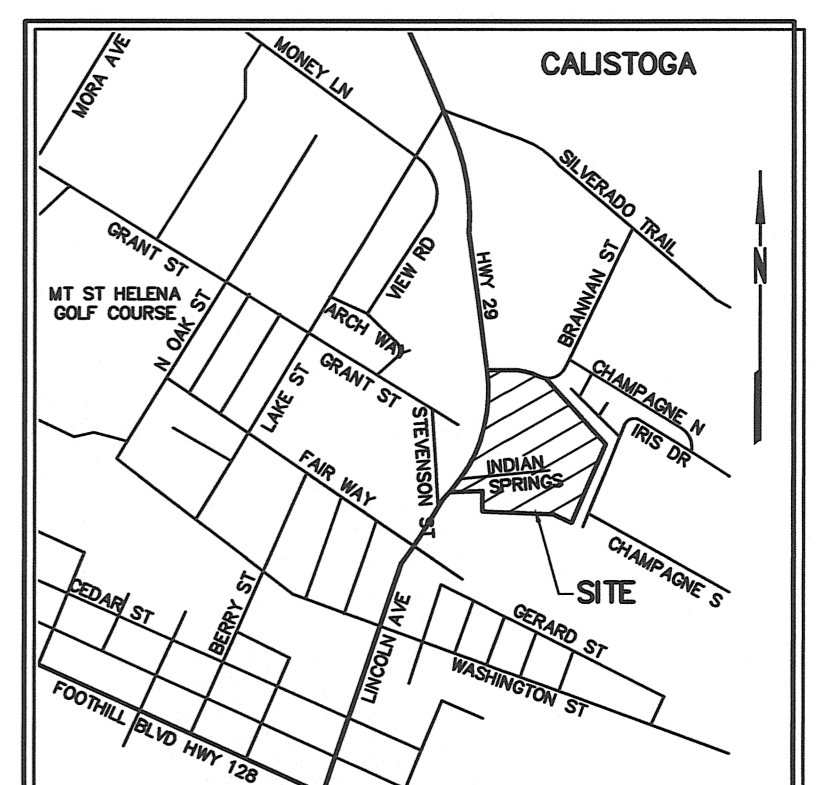 CALISTOGA
MORA AVE
MONEY LN
SILVERADO TRAIL
GRANT ST
VIEW RD
HWY 29
BRANNAN ST
N
MT ST HELENA
GOLF COURSE
N OAK ST
ARCH WAY
LAKE ST
GRANT ST
STEVENSON ST
CHAMPAGNE N
IRIS DR
INDIAN
SPRINGS
FAIR WAY
CHAMPAGNE S
SITE
CEDAR ST
BERRY ST
LINCOLN AVE
GERARD ST
WASHINGTON ST
FOOTHILL BLVD HWY 128